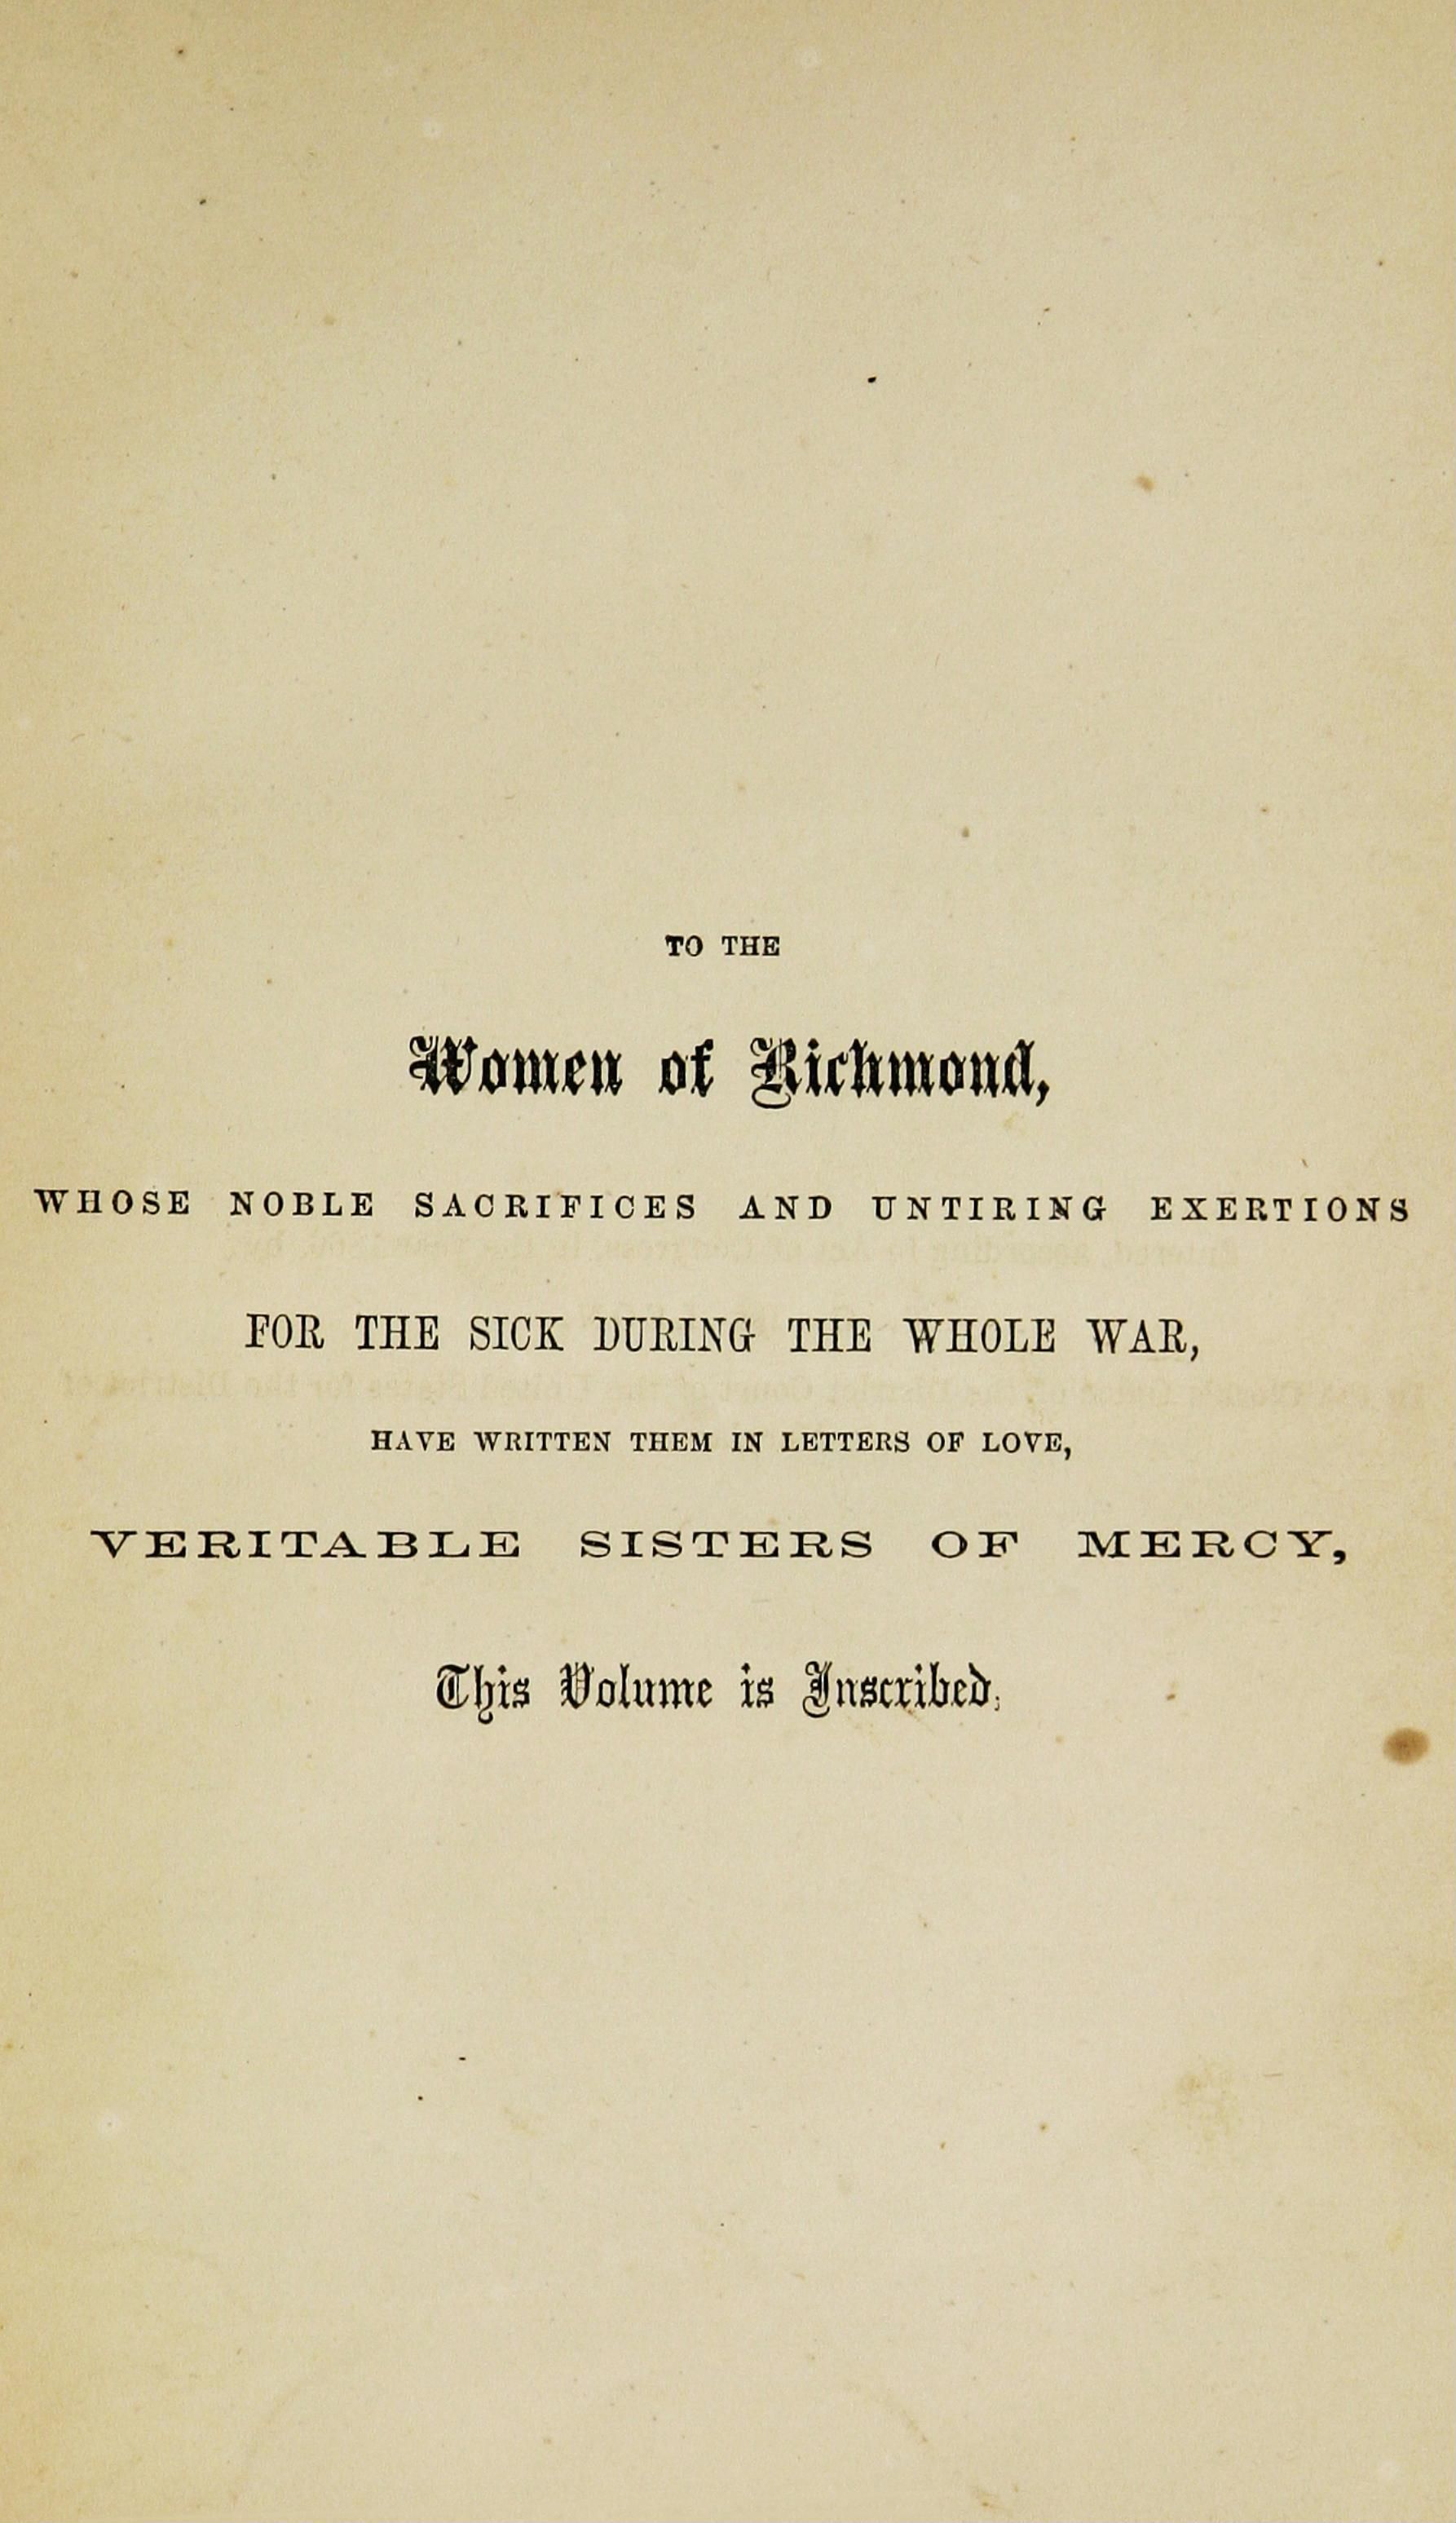 TO THE
Women of Richmond,
WHOSE NOBLE SACRIFICES AND UNTIRING EXERTIONS
FOR THE SICK DURING THE WHOLE WAR,
HAVE WRITTEN THEM IN LETTERS OF LOVE,
VERITABLE SISTERS OF MERCY,
This Volume is Inscribed.